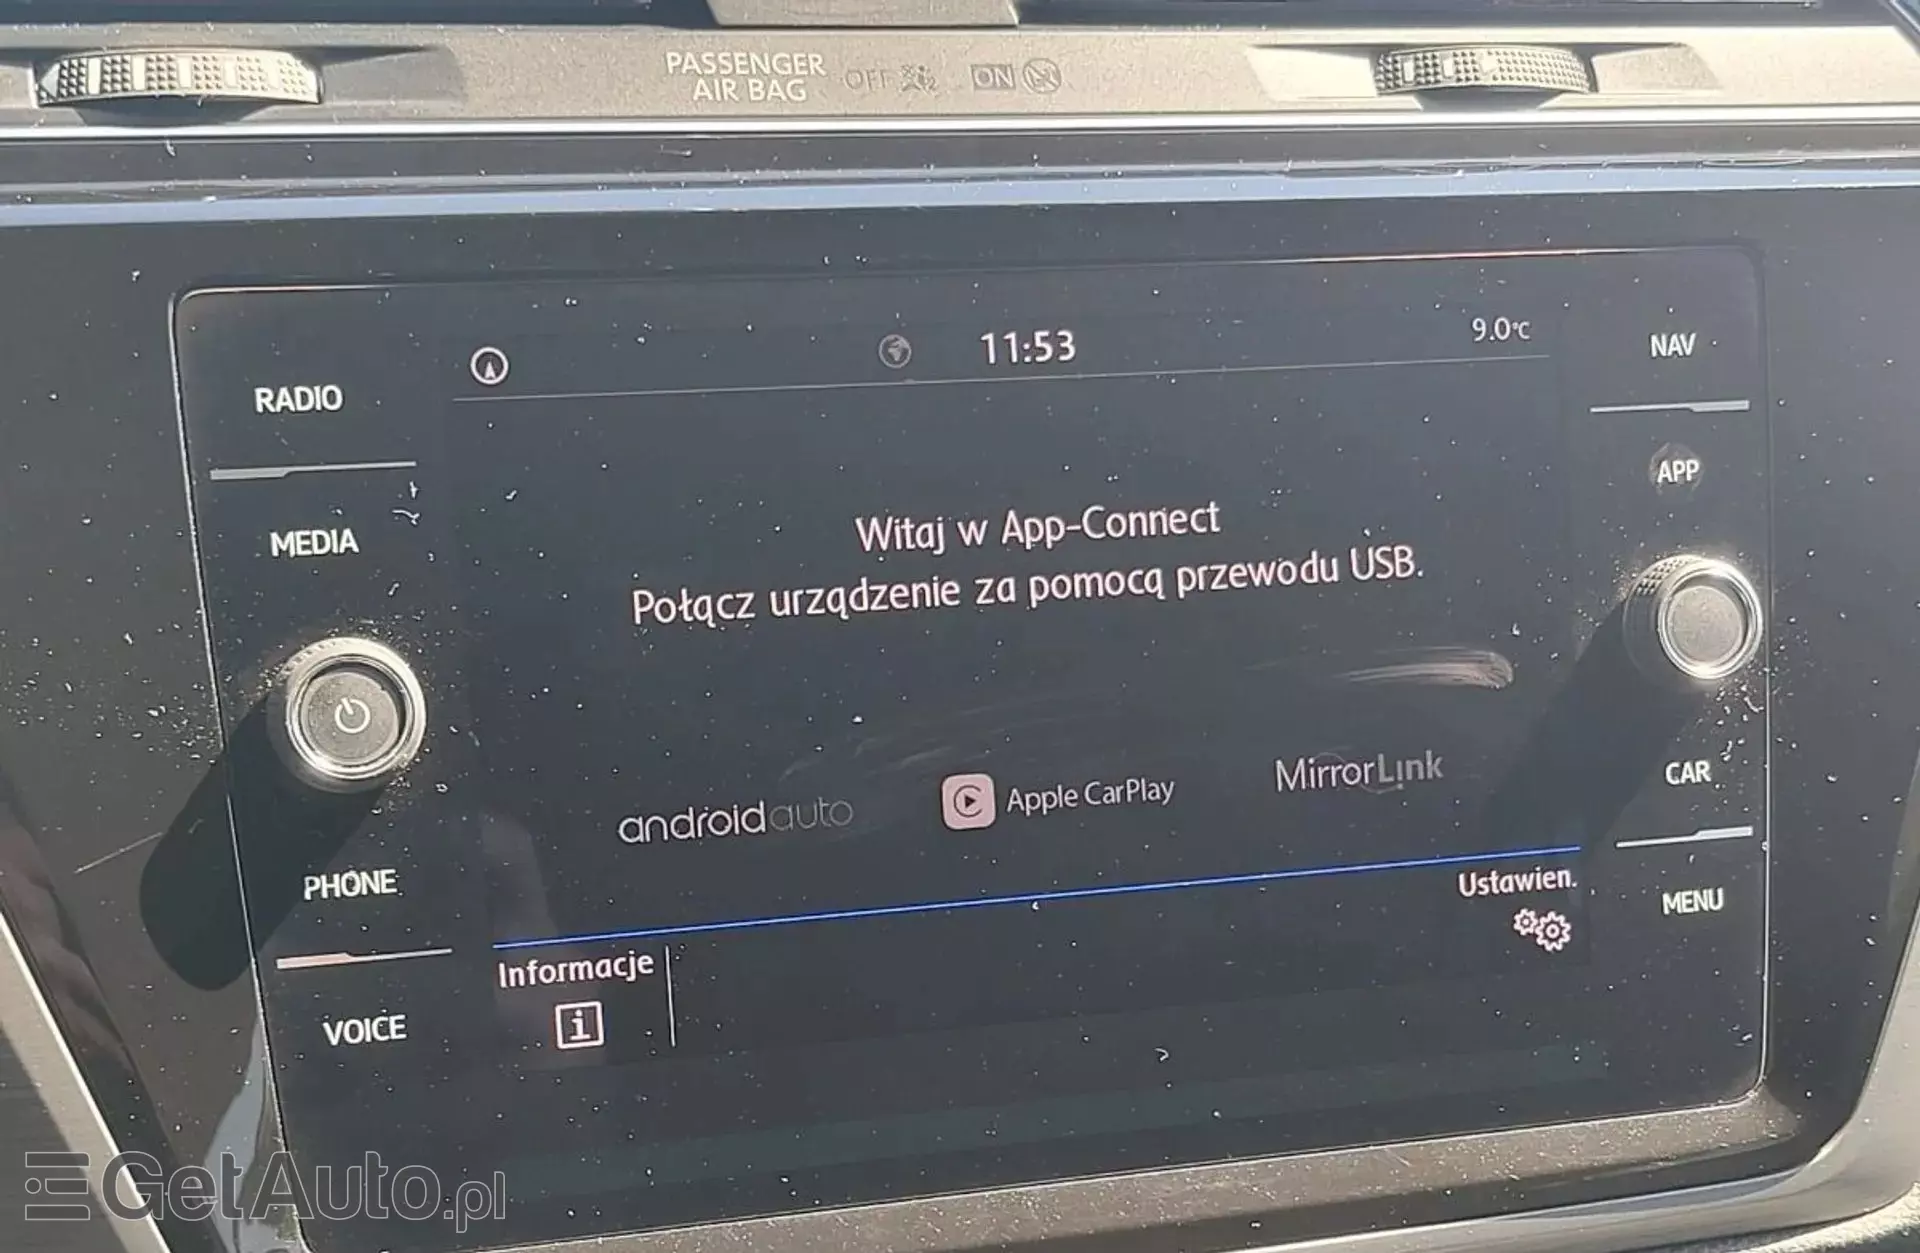 PASSENGER
AIR BAG
OFF ON
11:53
9.0°C
RADIO
NAV
APP
MEDIA
Witaj w App-Connect
Połącz urządzenie za pomocą przewodu USB.
androidauto
Apple CarPlay
MirrorLink
CAR
PHONE
Ustawien.
MENU
Informacje
i
VOICE
GetAuto.pl